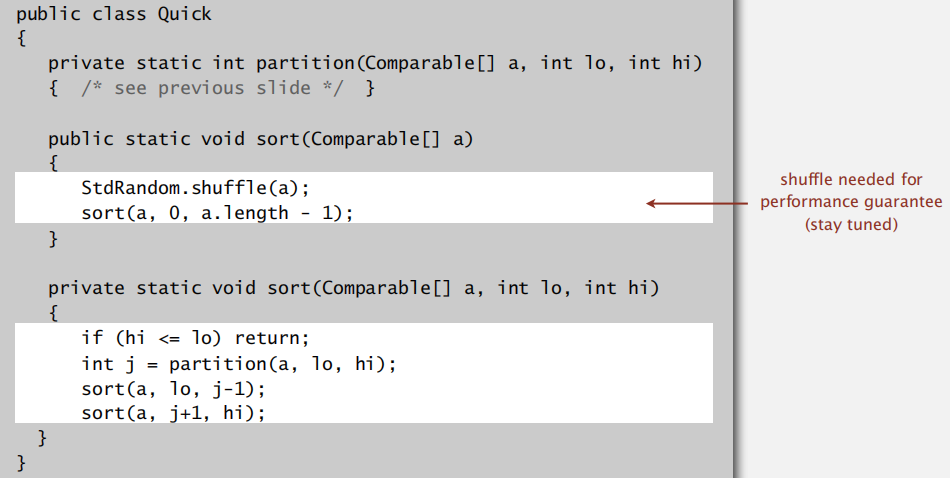 public class Quick
{
private static int partition(Comparable[] a, int lo, int hi)
{ /* see previous slide */ }
public static void sort(Comparable[] a)
{
StdRandom.shuffle(a);
sort(a, 0, a.length - 1);
}
private static void sort(Comparable[] a, int lo, int hi)
{
if (hi <= lo) return;
int j = partition(a, lo, hi);
sort(a, lo, j-1);
sort(a, j+1, hi);
}
}
shuffle needed for
performance guarantee
(stay tuned)